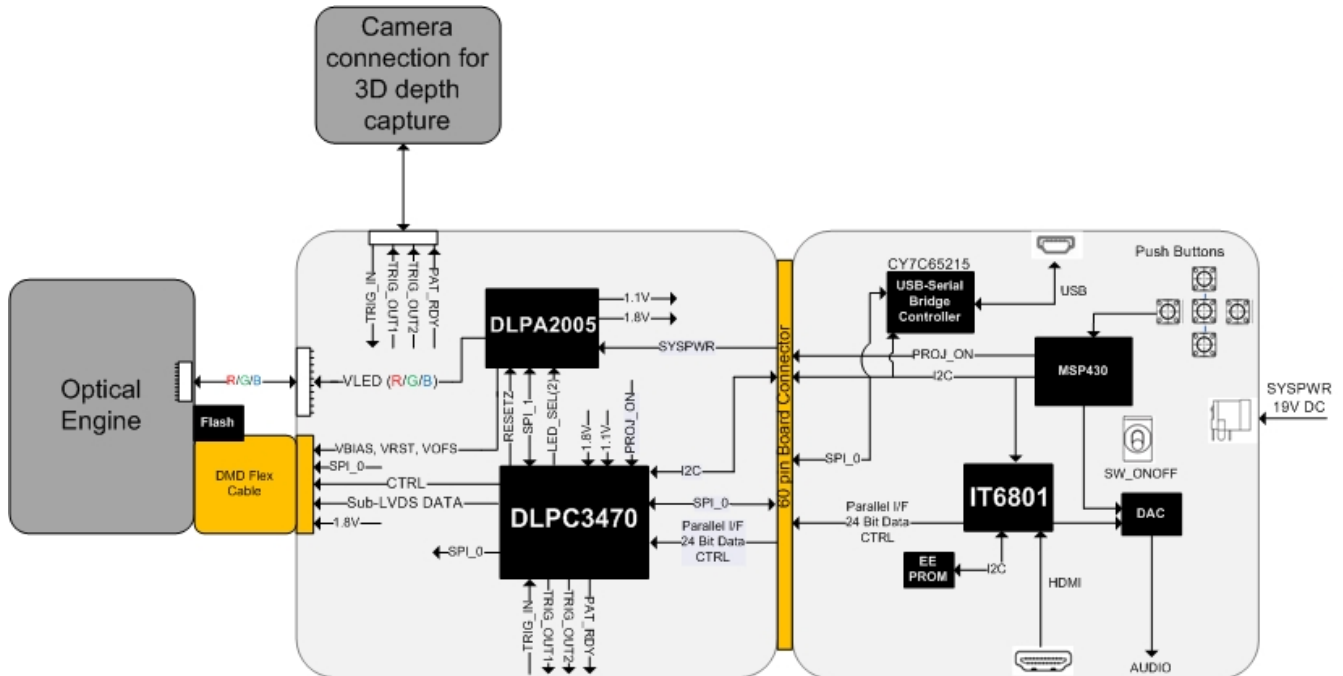 Camera
connection for
3D depth
capture
TRIG_IN
TRIG_OUT1
TRIG_OUT2
PAT_RDY
Optical
Engine
R/G/B
Flash
DMD Flex
Cable
VLED (R/G/B)
VBIAS, VRST, VOFS
SPI_0
CTRL
Sub-LVDS DATA
1.8V
DLPA2005
1.1V
1.8V
SYSPWR
RESETZ
SPI_1
LED_SEL(2)
1.8V
1.1V
PROJ_ON
DLPC3470
I2C
SPI_0
Parallel I/F
24 Bit Data
CTRL
SPI_0
TRIG_IN
TRIG_OUT1
TRIG_OUT2
PAT_RDY
60 pin Board Connector
CY7C65215
USB-Serial
Bridge
Controller
USB
Push Buttons
PROJ_ON
I2C
MSP430
SYSPWR
19V DC
SW_ONOFF
SPI_0
IT6801
DAC
Parallel I/F
24 Bit Data
CTRL
EE
PROM
I2C
HDMI
AUDIO